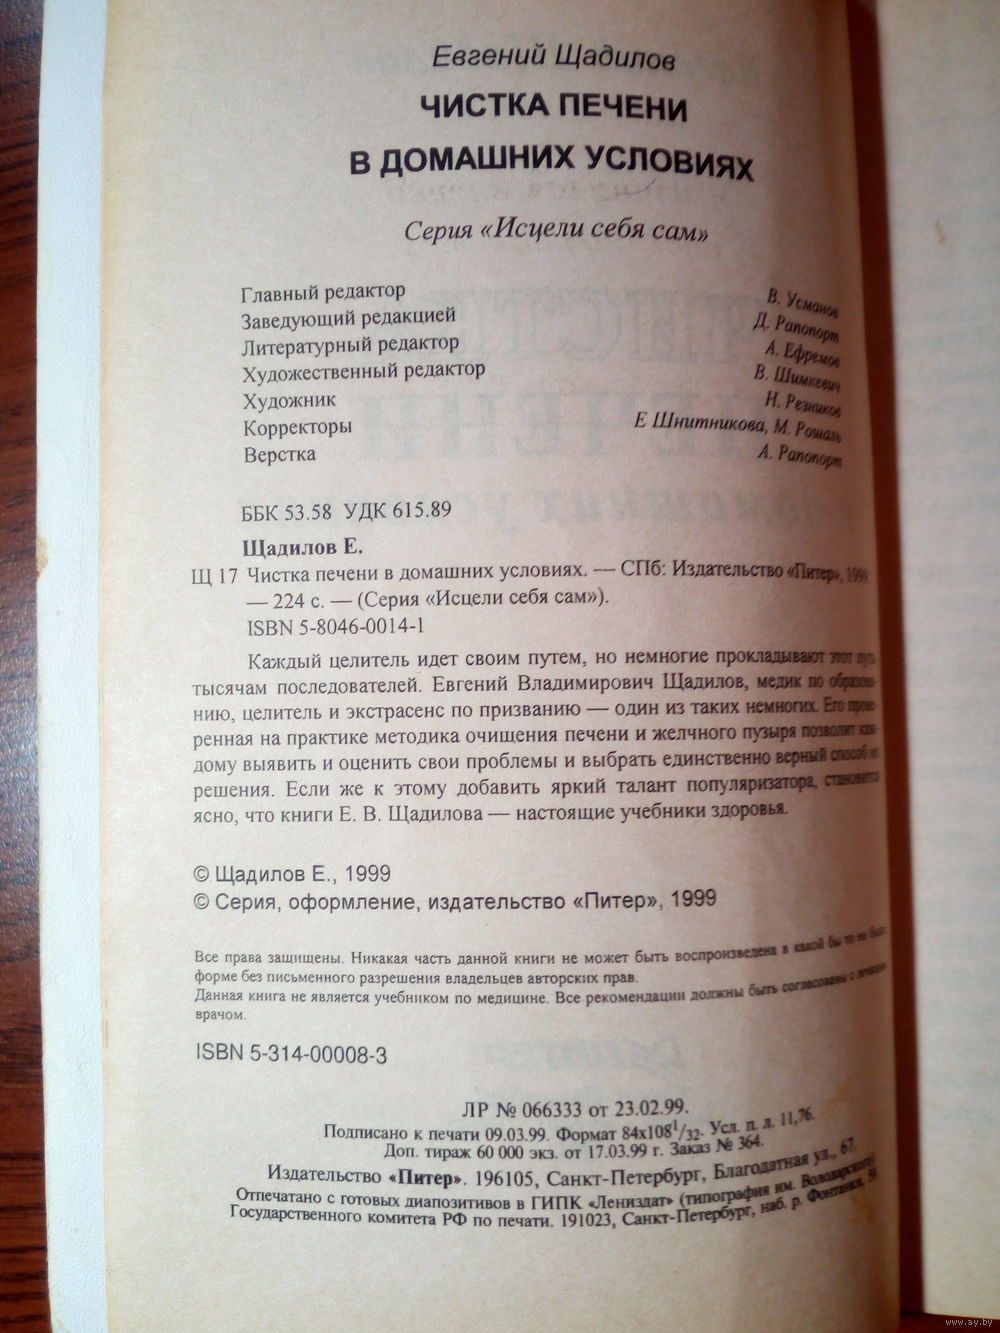 Евгений Щадилов
ЧИСТКА ПЕЧЕНИ
В ДОМАШНИХ УСЛОВИЯХ
Серия «Исцели себя сам»
Главный редактор В. Усманов
Заведующий редакцией Д. Рапопорт
Литературный редактор А. Ефремов
Художественный редактор В. Шимкевич
Художник Н. Резников
Корректоры Е Шнитникова, М. Рошаль
Верстка А. Рапопорт
ББК 53.58 УДК 615.89
Щадилов Е.
Щ 17 Чистка печени в домашних условиях. — СПб: Издательство «Питер», 1999
— 224 с. — (Серия «Исцели себя сам»).
ISBN 5-8046-0014-1
Каждый целитель идет своим путем, но немногие прокладывают этот путь
тысячам последователей. Евгений Владимирович Щадилов, медик по образова-
нию, целитель и экстрасенс по призванию — один из таких немногих. Его прове-
ренная на практике методика очищения печени и желчного пузыря позволит каж-
дому выявить и оценить свои проблемы и выбрать единственно верный способ их
решения. Если же к этому добавить яркий талант популяризатора, становится
ясно, что книги Е. В. Щадилова — настоящие учебники здоровья.
© Щадилов Е., 1999
© Серия, оформление, издательство «Питер», 1999
Все права защищены. Никакая часть данной книги не может быть воспроизведена в какой бы то ни было
форме без письменного разрешения владельцев авторских прав.
Данная книга не является учебником по медицине. Все рекомендации должны быть согласованы с лечащим
врачом.
ISBN 5-314-00008-3
ЛР № 066333 от 23.02.99.
Подписано к печати 09.03.99. Формат 84x108 1/32. Усл. п. л. 11,76.
Доп. тираж 60 000 экз. от 17.03.99 г. Заказ № 364.
Издательство «Питер». 196105, Санкт-Петербург, Благодатная ул., 67.
Отпечатано с готовых диапозитивов в ГИПК «Лениздат» (типография им. Володарского)
Государственного комитета РФ по печати. 191023, Санкт-Петербург, наб. р. Фонтанки, 59.
www.ay.by